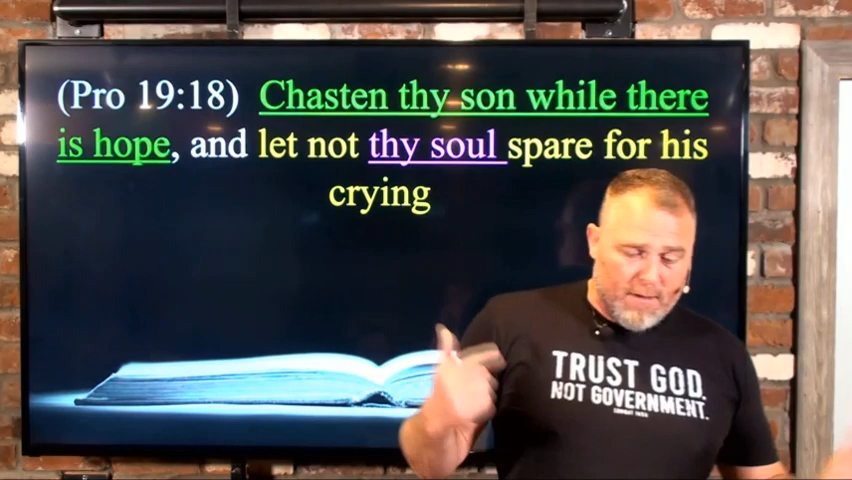 (Pro 19:18) Chasten thy son while there
is hope, and let not thy soul spare for his
crying
TRUST GOD.
NOT GOVERNMENT.